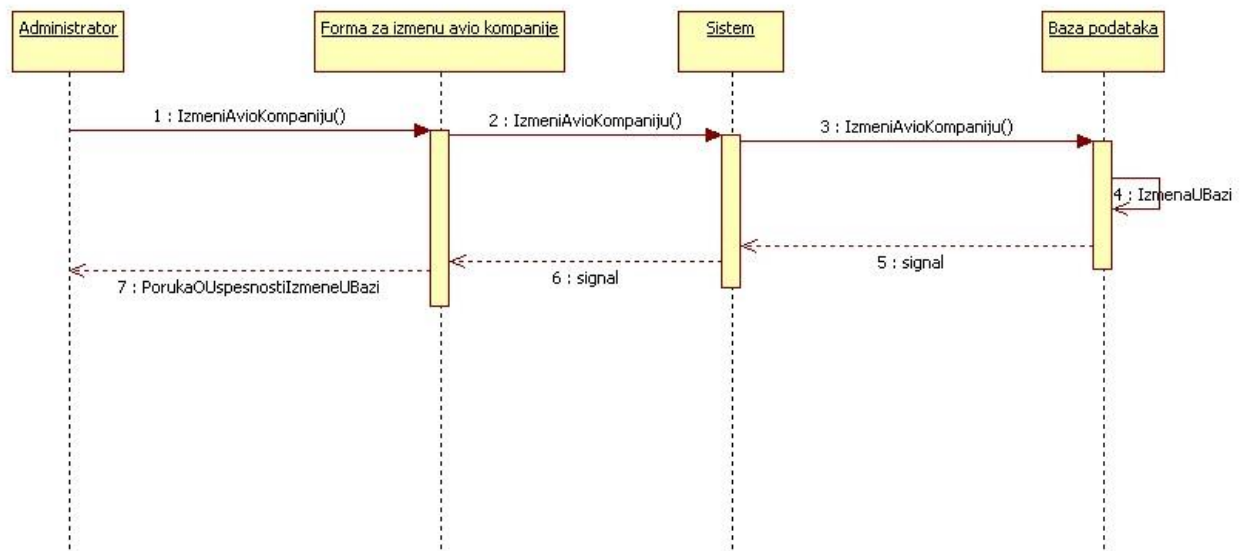 Administrator
Forma za izmenu avio kompanije
Sistem
Baza podataka
1 : IzmeniAvioKompaniju()
2 : IzmeniAvioKompaniju()
3 : IzmeniAvioKompaniju()
4 : IzmenaUBazi
5 : signal
6 : signal
7 : PorukaOUspesnostiIzmeneUBazi